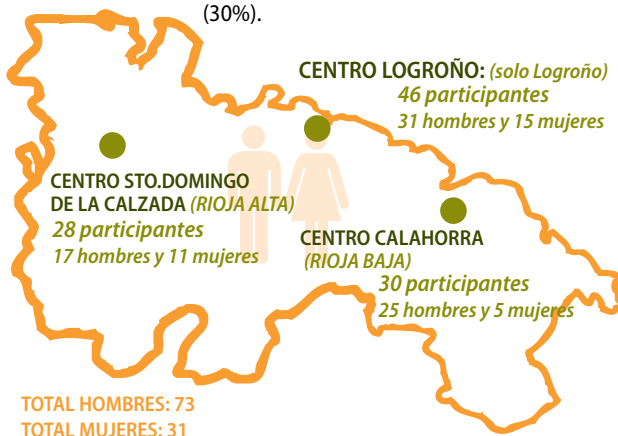 (30%).
CENTRO LOGROÑO: (solo Logroño)
46 participantes
31 hombres y 15 mujeres
CENTRO STO.DOMINGO
DE LA CALZADA (RIOJA ALTA)
28 participantes
17 hombres y 11 mujeres
CENTRO CALAHORRA
(RIOJA BAJA)
30 participantes
25 hombres y 5 mujeres
TOTAL HOMBRES: 73
TOTAL MUJERES: 31